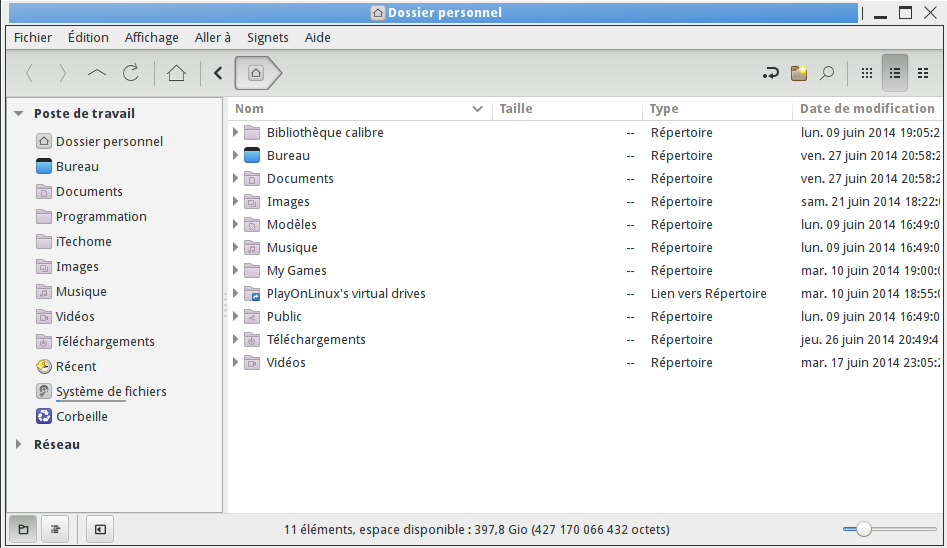 Dossier personnel
Fichier Édition Affichage Aller à Signets Aide
Nom Taille Type Date de modification
Poste de travail
Dossier personnel
Bureau
Documents
Programmation
iTechome
Images
Musique
Vidéos
Téléchargements
Récent
Système de fichiers
Corbeille
Réseau
Bibliothèque calibre -- Répertoire lun. 09 juin 2014 19:05:2
Bureau -- Répertoire ven. 27 juin 2014 20:58:2
Documents -- Répertoire ven. 27 juin 2014 20:58:2
Images -- Répertoire sam. 21 juin 2014 18:22:
Modèles -- Répertoire lun. 09 juin 2014 16:49:0
Musique -- Répertoire lun. 09 juin 2014 16:49:0
My Games -- Répertoire mar. 10 juin 2014 19:00:0
PlayOnLinux's virtual drives -- Lien vers Répertoire mar. 10 juin 2014 18:55:
Public -- Répertoire lun. 09 juin 2014 16:49:0
Téléchargements -- Répertoire jeu. 26 juin 2014 20:49:4
Vidéos -- Répertoire mar. 17 juin 2014 23:05:2
11 éléments, espace disponible : 397,8 Gio (427 170 066 432 octets)